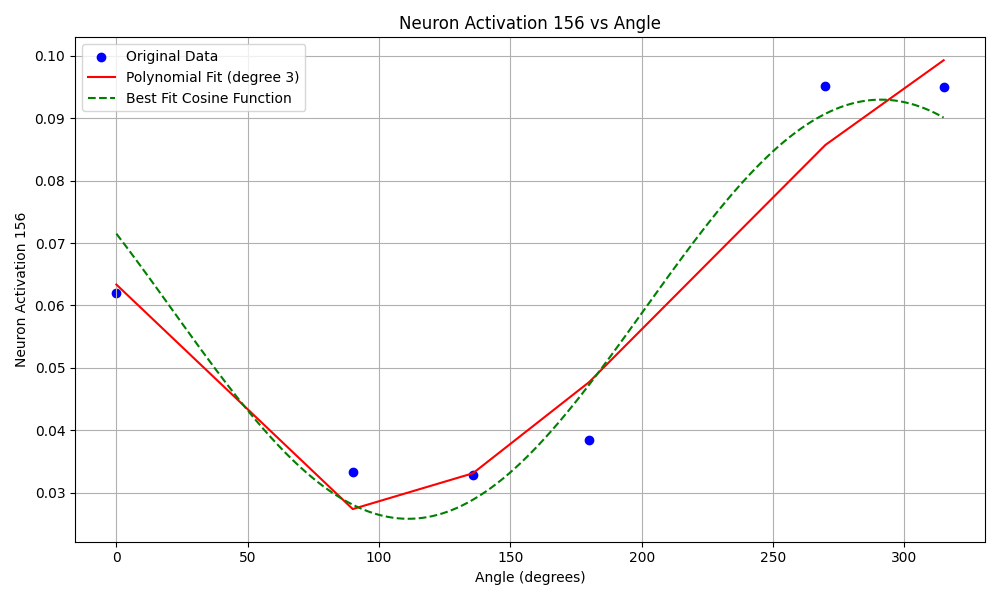 Neuron Activation 156 vs Angle
Original Data
Polynomial Fit (degree 3)
Best Fit Cosine Function
0.10
0.09
0.08
0.07
0.06
0.05
0.04
0.03
Neuron Activation 156
0 50 100 150 200 250 300
Angle (degrees)